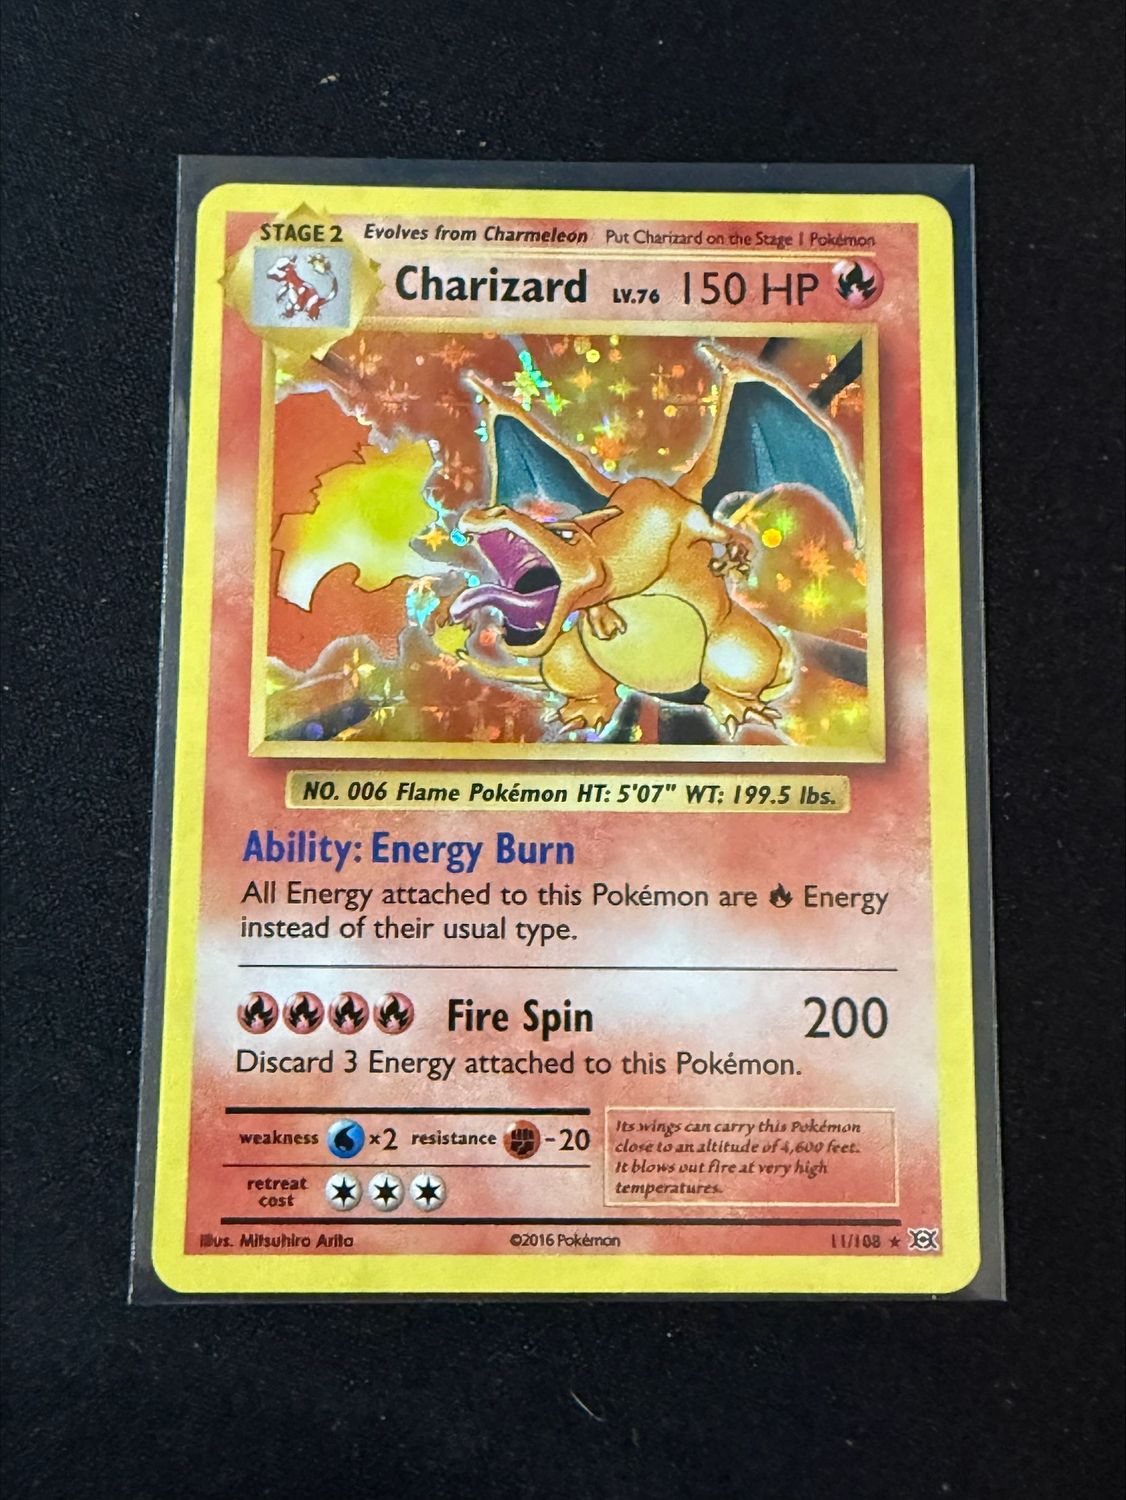 STAGE 2 Evolves from Charmeleon Put Charizard on the Stage 1 Pokémon
Charizard LV.76 150 HP
NO. 006 Flame Pokémon HT: 5'07" WT: 199.5 lbs.
Ability: Energy Burn
All Energy attached to this Pokémon are Energy
instead of their usual type.
Fire Spin 200
Discard 3 Energy attached to this Pokémon.
weakness ×2 resistance -20
retreat
cost
Its wings can carry this Pokémon
close to an altitude of 4,600 feet.
It blows out fire at very high
temperatures.
Illus. Mitsuhiro Arita ©2016 Pokémon 11/108 ★